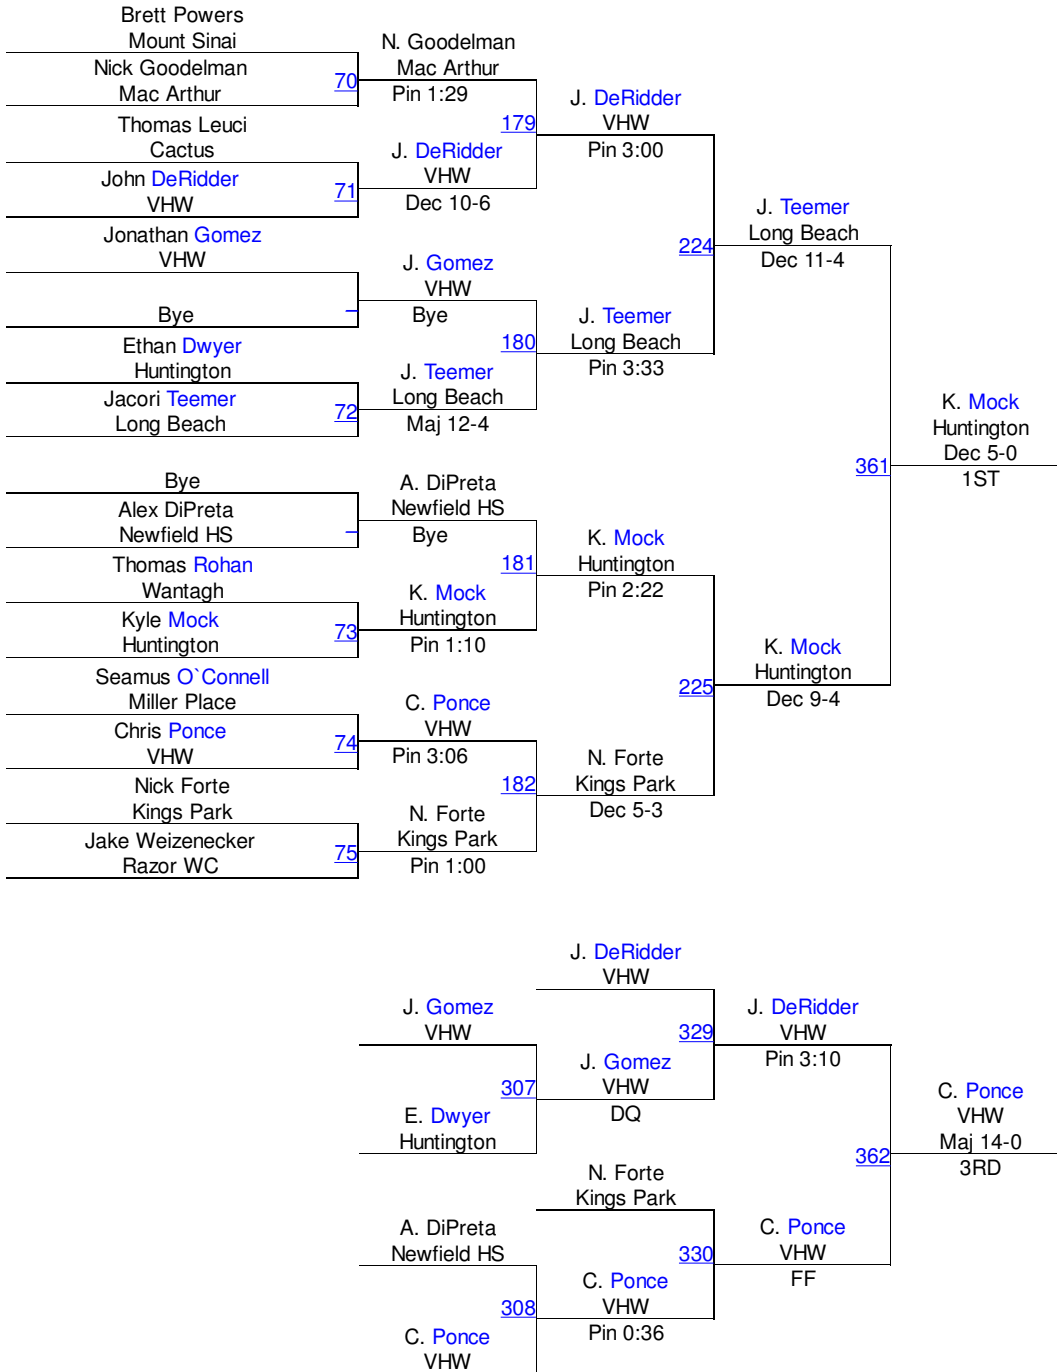 Brett Powers
Mount Sinai
Nick Goodelman
Mac Arthur
70
Thomas Leuci
Cactus
John DeRidder
VHW
71
Jonathan Gomez
VHW
Bye
–
Ethan Dwyer
Huntington
Jacori Teemer
Long Beach
72
Bye
Alex DiPreta
Newfield HS
–
Thomas Rohan
Wantagh
Kyle Mock
Huntington
73
Seamus O`Connell
Miller Place
Chris Ponce
VHW
74
Nick Forte
Kings Park
Jake Weizenecker
Razor WC
75
N. Goodelman
Mac Arthur
Pin 1:29
179
J. DeRidder
VHW
Dec 10-6
J. Gomez
VHW
Bye
180
J. Teemer
Long Beach
Maj 12-4
A. DiPreta
Newfield HS
Bye
181
K. Mock
Huntington
Pin 1:10
C. Ponce
VHW
Pin 3:06
182
N. Forte
Kings Park
Pin 1:00
J. DeRidder
VHW
Pin 3:00
224
J. Teemer
Long Beach
Pin 3:33
K. Mock
Huntington
Pin 2:22
225
N. Forte
Kings Park
Dec 5-3
J. Teemer
Long Beach
Dec 11-4
361
K. Mock
Huntington
Dec 9-4
K. Mock
Huntington
Dec 5-0
1ST
J. Gomez
VHW
307
E. Dwyer
Huntington
A. DiPreta
Newfield HS
308
C. Ponce
VHW
J. DeRidder
VHW
329
J. Gomez
VHW
DQ
N. Forte
Kings Park
330
C. Ponce
VHW
Pin 0:36
J. DeRidder
VHW
Pin 3:10
362
C. Ponce
VHW
FF
C. Ponce
VHW
Maj 14-0
3RD